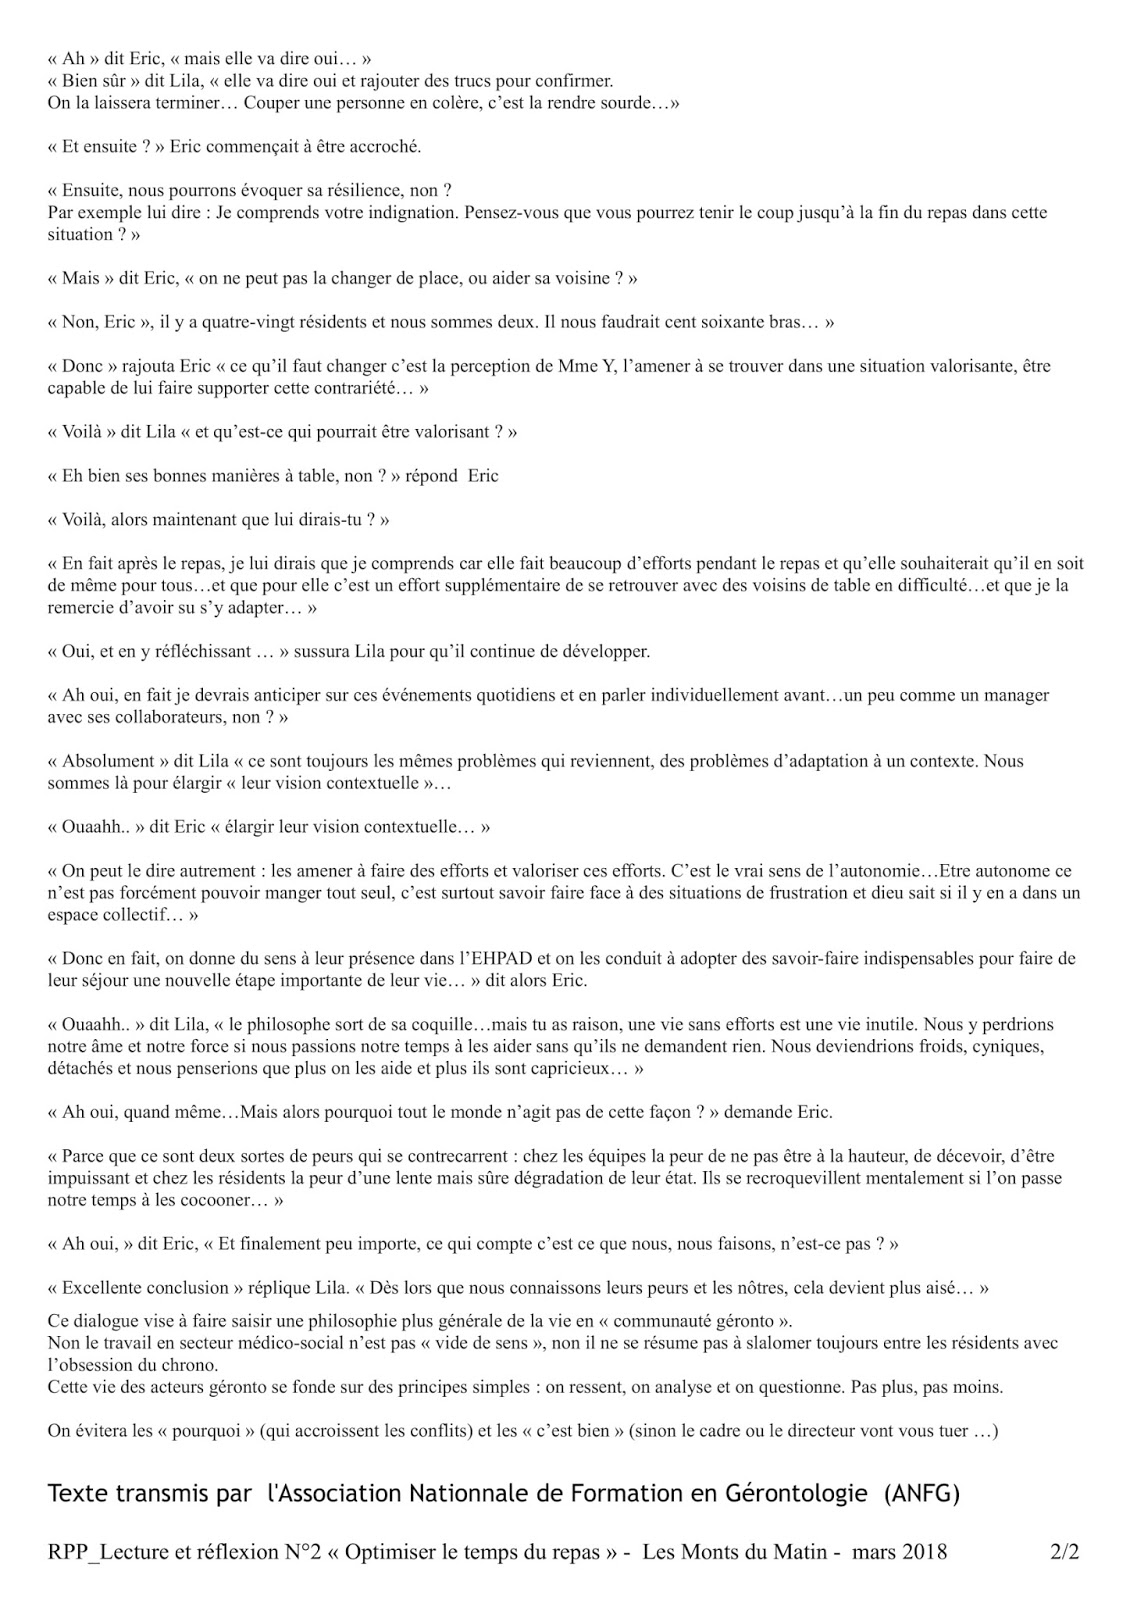 « Ah » dit Eric, « mais elle va dire oui… »
« Bien sûr » dit Lila, « elle va dire oui et rajouter des trucs pour confirmer.
On la laissera terminer… Couper une personne en colère, c’est la rendre sourde…»
« Et ensuite ? » Eric commençait à être accroché.
« Ensuite, nous pourrons évoquer sa résilience, non ?
Par exemple lui dire : Je comprends votre indignation. Pensez-vous que vous pourrez tenir le coup jusqu’à la fin du repas dans cette
situation ? »
« Mais » dit Eric, « on ne peut pas la changer de place, ou aider sa voisine ? »
« Non, Eric », il y a quatre-vingt résidents et nous sommes deux. Il nous faudrait cent soixante bras… »
« Donc » rajouta Eric « ce qu’il faut changer c’est la perception de Mme Y, l’amener à se trouver dans une situation valorisante, être
capable de lui faire supporter cette contrariété… »
« Voilà » dit Lila « et qu’est-ce qui pourrait être valorisant ? »
« Eh bien ses bonnes manières à table, non ? » répond  Eric
« Voilà, alors maintenant que lui dirais-tu ? »
« En fait après le repas, je lui dirais que je comprends car elle fait beaucoup d’efforts pendant le repas et qu’elle souhaiterait qu’il en soit
de même pour tous…et que pour elle c’est un effort supplémentaire de se retrouver avec des voisins de table en difficulté…et que je la
remercie d’avoir su s’y adapter… »
« Oui, et en y réfléchissant … » sussura Lila pour qu’il continue de développer.
« Ah oui, en fait je devrais anticiper sur ces événements quotidiens et en parler individuellement avant…un peu comme un manager
avec ses collaborateurs, non ? »
« Absolument » dit Lila « ce sont toujours les mêmes problèmes qui reviennent, des problèmes d’adaptation à un contexte. Nous
sommes là pour élargir « leur vision contextuelle »…
« Ouaahh.. » dit Eric « élargir leur vision contextuelle… »
« On peut le dire autrement : les amener à faire des efforts et valoriser ces efforts. C’est le vrai sens de l’autonomie…Etre autonome ce
n’est pas forcément pouvoir manger tout seul, c’est surtout savoir faire face à des situations de frustration et dieu sait si il y en a dans un
espace collectif… »
« Donc en fait, on donne du sens à leur présence dans l’EHPAD et on les conduit à adopter des savoir-faire indispensables pour faire de
leur séjour une nouvelle étape importante de leur vie… » dit alors Eric.
« Ouaahh.. » dit Lila, « le philosophe sort de sa coquille…mais tu as raison, une vie sans efforts est une vie inutile. Nous y perdrions
notre âme et notre force si nous passions notre temps à les aider sans qu’ils ne demandent rien. Nous deviendrions froids, cyniques,
détachés et nous penserions que plus on les aide et plus ils sont capricieux… »
« Ah oui, quand même…Mais alors pourquoi tout le monde n’agit pas de cette façon ? » demande Eric.
« Parce que ce sont deux sortes de peurs qui se contrecarrent : chez les équipes la peur de ne pas être à la hauteur, de décevoir, d’être
impuissant et chez les résidents la peur d’une lente mais sûre dégradation de leur état. Ils se recroquevillent mentalement si l’on passe
notre temps à les cocooner… »
« Ah oui, » dit Eric, « Et finalement peu importe, ce qui compte c’est ce que nous, nous faisons, n’est-ce pas ? »
« Excellente conclusion » réplique Lila. « Dès lors que nous connaissons leurs peurs et les nôtres, cela devient plus aisé… »
Ce dialogue vise à faire saisir une philosophie plus générale de la vie en « communauté géronto ».
Non le travail en secteur médico-social n’est pas « vide de sens », non il ne se résume pas à slalomer toujours entre les résidents avec
l’obsession du chrono.
Cette vie des acteurs géronto se fonde sur des principes simples : on ressent, on analyse et on questionne. Pas plus, pas moins.
On évitera les « pourquoi » (qui accroissent les conflits) et les « c’est bien » (sinon le cadre ou le directeur vont vous tuer …)
Texte transmis par  l'Association Nationnale de Formation en Gérontologie  (ANFG)
RPP_Lecture et réflexion N°2 « Optimiser le temps du repas » -  Les Monts du Matin -  mars 2018 2/2